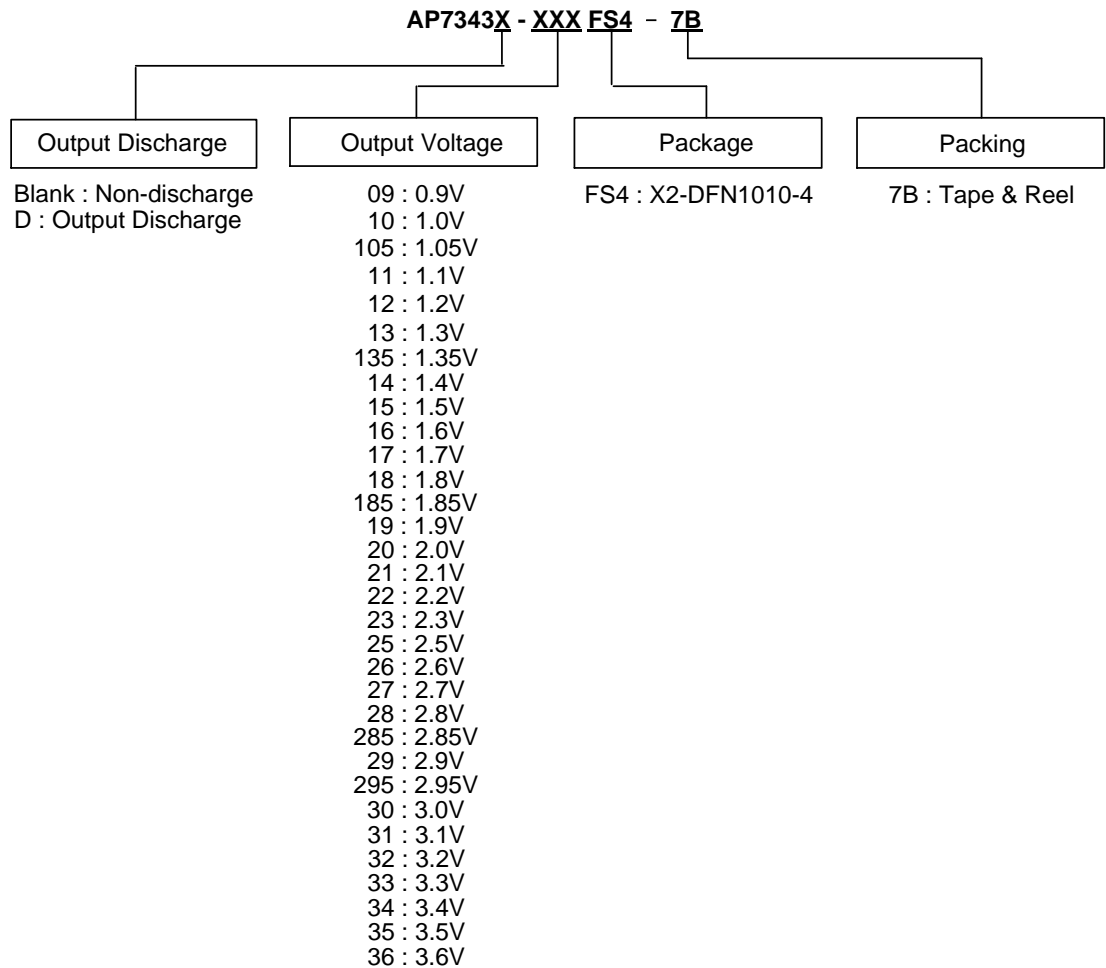 AP7343X - XXX FS4 – 7B
Output Discharge
Output Voltage
Package
Packing
Blank : Non-discharge
D : Output Discharge
09 : 0.9V
10 : 1.0V
105 : 1.05V
11 : 1.1V
12 : 1.2V
13 : 1.3V
135 : 1.35V
14 : 1.4V
15 : 1.5V
16 : 1.6V
17 : 1.7V
18 : 1.8V
185 : 1.85V
19 : 1.9V
20 : 2.0V
21 : 2.1V
22 : 2.2V
23 : 2.3V
25 : 2.5V
26 : 2.6V
27 : 2.7V
28 : 2.8V
285 : 2.85V
29 : 2.9V
295 : 2.95V
30 : 3.0V
31 : 3.1V
32 : 3.2V
33 : 3.3V
34 : 3.4V
35 : 3.5V
36 : 3.6V
FS4 : X2-DFN1010-4
7B : Tape & Reel